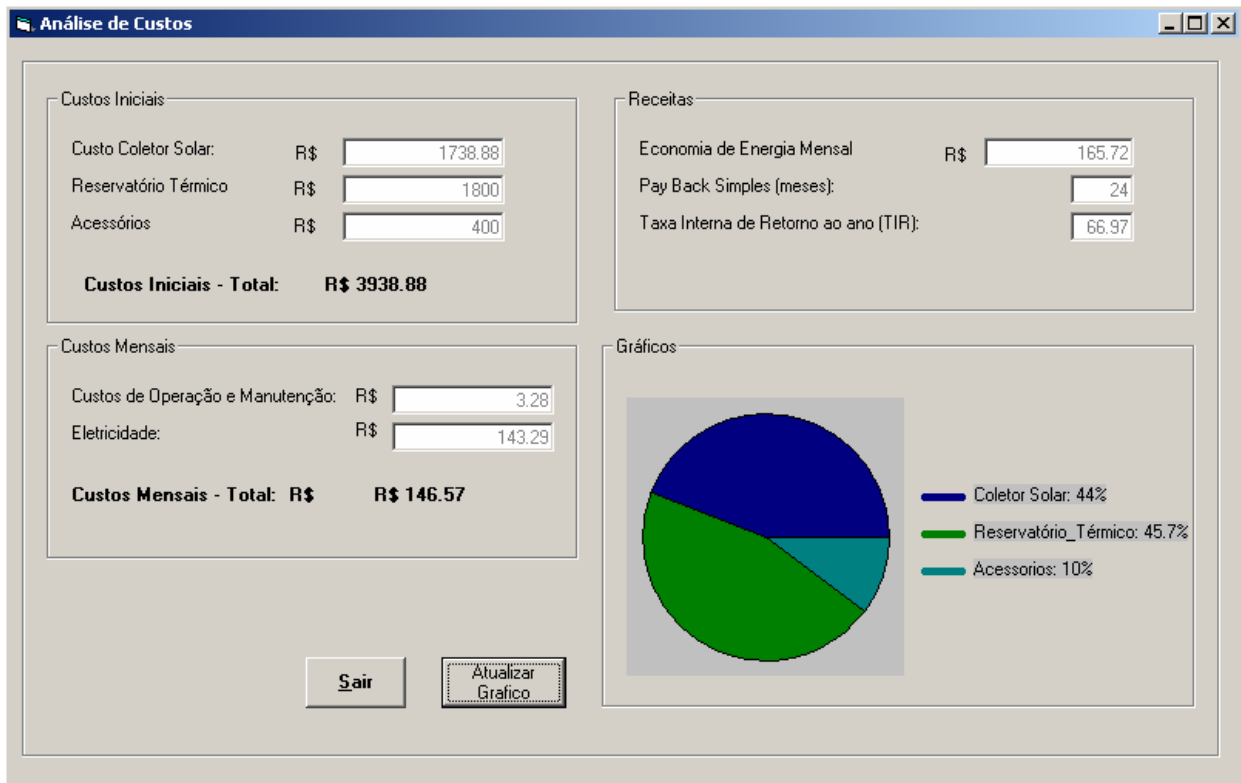 Análise de Custos
Custos Iniciais
Custo Coletor Solar: R$ 1738.88
Reservatório Térmico R$ 1800
Acessórios R$ 400
Custos Iniciais - Total: R$ 3938.88
Receitas
Economia de Energia Mensal R$ 165.72
Pay Back Simples (meses): 24
Taxa Interna de Retorno ao ano (TIR): 66.97
Custos Mensais
Custos de Operação e Manutenção: R$ 3.28
Eletricidade: R$ 143.29
Custos Mensais - Total: R$ R$ 146.57
Gráficos
Coletor Solar: 44%
Reservatório_Térmico: 45.7%
Acessorios: 10%
Sair
Atualizar
Grafico